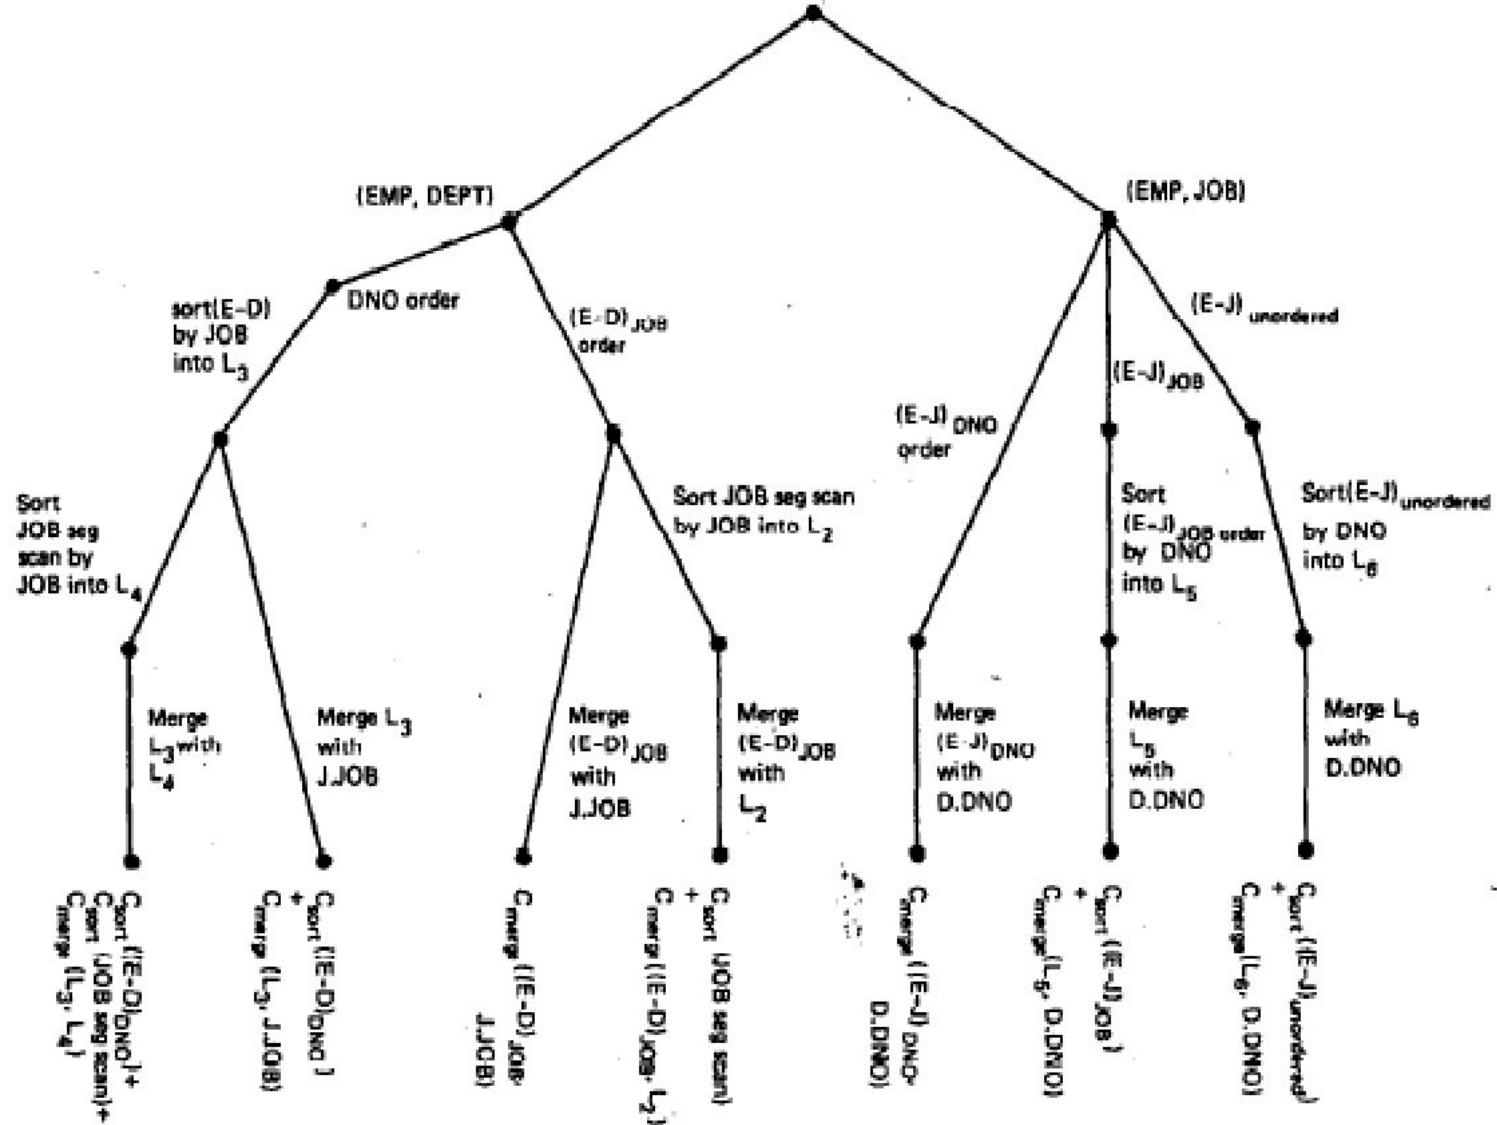 (EMP, DEPT)
(EMP, JOB)
DNO order
sort(E-D)
by JOB
into L3
(E-D)JOB
order
(E-J)unordered
(E-J)JOB
(E-J)DNO
order
Sort
JOB seg
scan by
JOB into L4
Sort JOB seg scan
by JOB into L2
Sort
(E-J)JOB order
by DNO
into L5
Sort(E-J)unordered
by DNO
into L6
Merge
L3 with
L4
Merge L3
with
J.JOB
Merge
(E-D)JOB
with
J.JOB
Merge
(E-D)JOB
with
L2
Merge
(E-J)DNO
with
D.DNO
Merge
L5
with
D.DNO
Merge L6
with
D.DNO
Csort ((E-D)DNO)+
Csort (JOB seg scan)+
Cmerge (L3, L4)
Csort ((E-D)DNO)
+
Cmerge (L3, J.JOB)
Cmerge ((E-D)JOB,
J.JOB)
Csort (JOB seg scan)
+
Cmerge ((E-D)JOB, L2)
Cmerge ((E-J)DNO,
D.DNO)
Csort ((E-J)JOB)
+
Cmerge (L5, D.DNO)
Csort ((E-J)unordered)
+
Cmerge (L6, D.DNO)